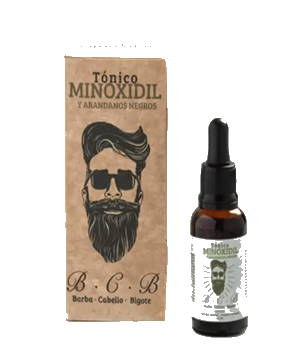 Tónico
MINOXIDIL
Y ARANDANOS NEGROS
B · C · B
Barba · Cabello · Bigote
Tónico
MINOXIDIL